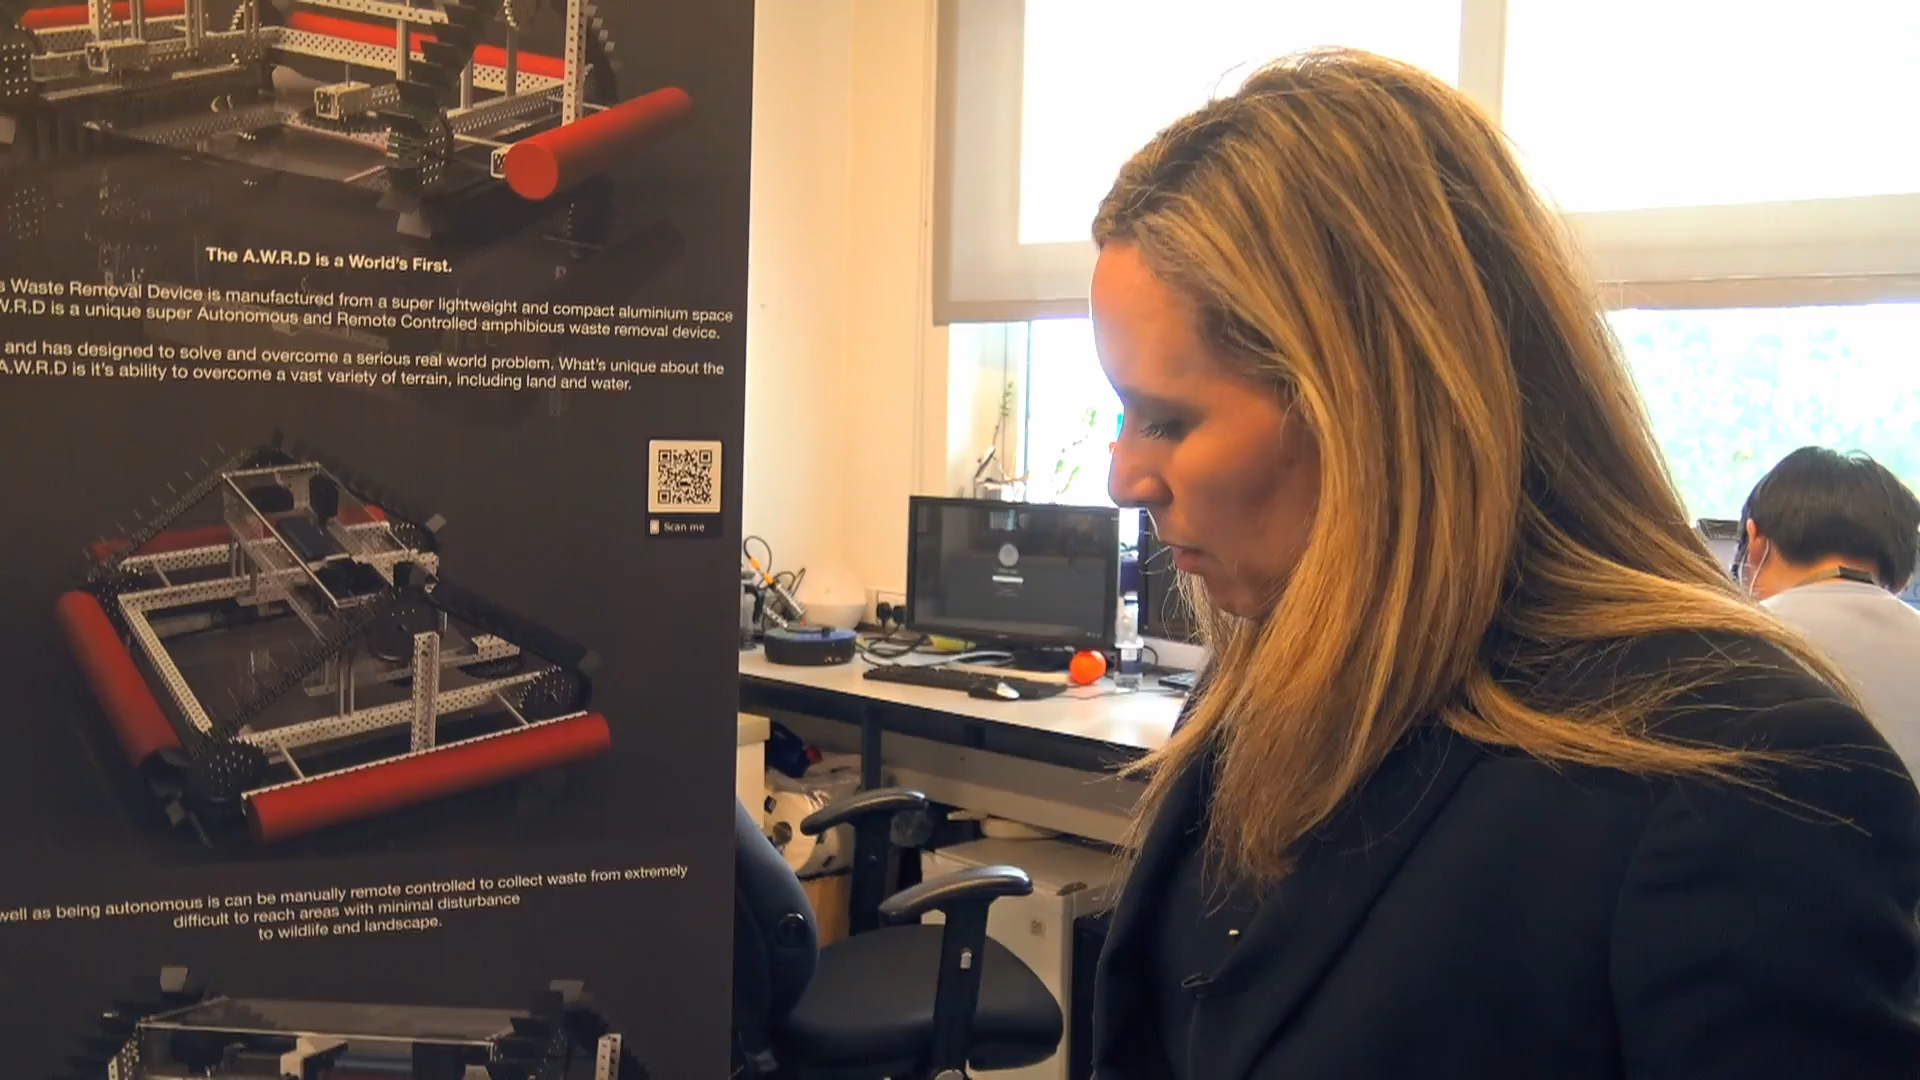 The A.W.R.D is a World's First.
s Waste Removal Device is manufactured from a super lightweight and compact aluminium space
W.R.D is a unique super Autonomous and Remote Controlled amphibious waste removal device.
and has designed to solve and overcome a serious real world problem. What's unique about the
A.W.R.D is it's ability to overcome a vast variety of terrain, including land and water.
Scan me
well as being autonomous is can be manually remote controlled to collect waste from extremely
difficult to reach areas with minimal disturbance
to wildlife and landscape.